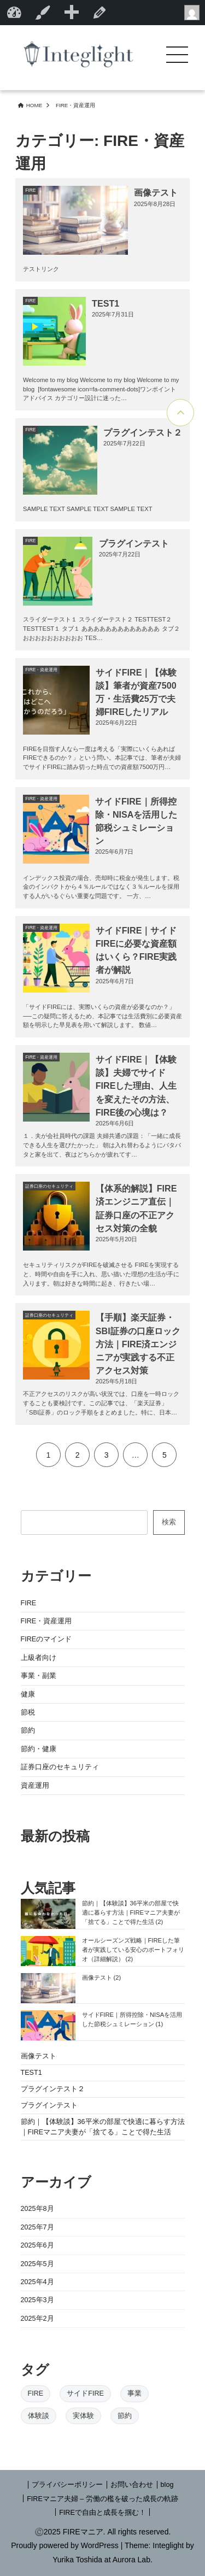 Integlight
HOME > FIRE・資産運用
カテゴリー: FIRE・資産
運用
FIRE
画像テスト
2025年8月28日
テストリンク
FIRE
TEST1
2025年7月31日
Welcome to my blog Welcome to my blog Welcome to my
blog [fontawesome icon=fa-comment-dots]ワンポイント
アドバイス カテゴリー設計に迷った…
FIRE
プラグインテスト２
2025年7月22日
SAMPLE TEXT SAMPLE TEXT SAMPLE TEXT
FIRE
プラグインテスト
2025年7月22日
スライダーテスト１ スライダーテスト２ TESTTEST２
TESTTEST１ タブ１ ああああああああああああ タブ２
おおおおおおおおおお TES…
FIRE・資産運用
これから、
はどこへ
かうのだろう」
サイドFIRE｜【体験
談】筆者が資産7500
万・生活費25万で夫
婦FIREしたリアル
2025年6月22日
FIREを目指す人なら一度は考える「実際にいくらあれば
FIREできるのか？」という問い。本記事では、筆者が夫婦
でサイドFIREに踏み切った時点での資産額7500万円…
FIRE・資産運用
サイドFIRE｜所得控
除・NISAを活用した
節税シュミレーショ
ン
2025年6月7日
インデックス投資の場合、売却時に税金が発生します。税
金のインパクトから４％ルールではなく３％ルールを採用
する人がいるぐらい重要な問題です。 一方、…
FIRE・資産運用
サイドFIRE｜サイド
FIREに必要な資産額
はいくら？FIRE実践
者が解説
2025年6月7日
「サイドFIREには、実際いくらの資産が必要なのか？」
──この疑問に答えるため、本記事では生活費別に必要資産
額を明示した早見表を用いて解説します。 数値…
FIRE・資産運用
サイドFIRE｜【体験
談】夫婦でサイド
FIREした理由、人生
を変えたその方法、
FIRE後の心境は？
2025年6月6日
１．夫が会社員時代の課題 夫婦共通の課題：「一緒に成長
できる人生を選びたかった」 朝は入れ替わるようにバタバ
タと家を出て、夜はどちらかが疲れてす…
証券口座のセキュリティ
【体系的解説】FIRE
済エンジニア直伝｜
証券口座の不正アク
セス対策の全貌
2025年5月20日
セキュリティリスクがFIREを破滅させる FIREを実現する
と、時間や自由を手に入れ、思い描いた理想の生活が手に
入ります。朝は好きな時間に起き、行きたい場…
証券口座のセキュリティ
【手順】楽天証券・
SBI証券の口座ロック
方法｜FIRE済エンジ
ニアが実践する不正
アクセス対策
2025年5月18日
不正アクセスのリスクが高い状況では、口座を一時ロック
することも要検討です。この記事では、「楽天証券」
「SBI証券」のロック手順をまとめました。特に、日本…
1 2 3 … 5
検索
カテゴリー
FIRE
FIRE・資産運用
FIREのマインド
上級者向け
事業・副業
健康
節税
節約
節約・健康
証券口座のセキュリティ
資産運用
最新の投稿
人気記事
節約｜【体験談】36平米の部屋で快
適に暮らす方法｜FIREマニア夫妻が
「捨てる」ことで得た生活 (2)
オールシーズンズ戦略｜FIREした筆
者が実践している安心のポートフォリ
オ（詳細解説） (2)
画像テスト (2)
サイドFIRE｜所得控除・NISAを活用
した節税シュミレーション (1)
画像テスト
TEST1
プラグインテスト２
プラグインテスト
節約｜【体験談】36平米の部屋で快適に暮らす方法
｜FIREマニア夫妻が「捨てる」ことで得た生活
アーカイブ
2025年8月
2025年7月
2025年6月
2025年5月
2025年4月
2025年3月
2025年2月
タグ
FIRE サイドFIRE 事業
体験談 実体験 節約
| プライバシーポリシー | お問い合わせ | blog
| FIREマニア夫婦 – 労働の檻を破った成長の軌跡
| FIREで自由と成長を掴む！ |
©2025 FIREマニア. All rights reserved.
Proudly powered by WordPress | Theme: Integlight by
Yurika Toshida at Aurora Lab.